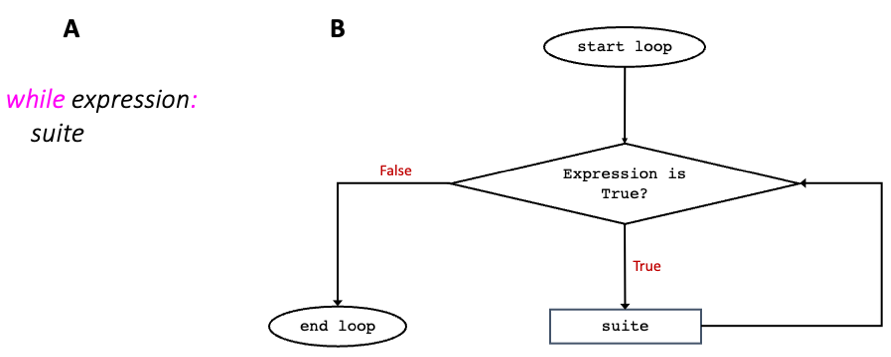 A
while expression:
suite
B
start loop
Expression is
True?
False
True
end loop
suite